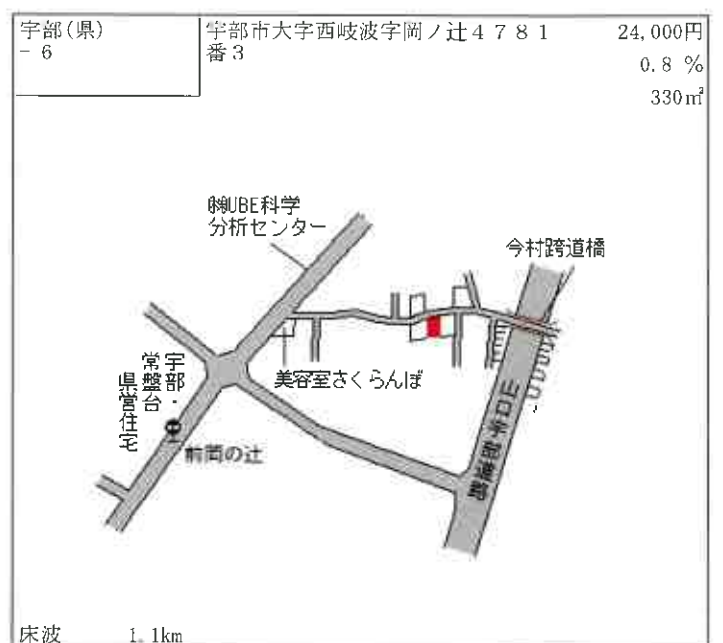 宇部(県)
- 6
宇部市大字西岐波字岡ノ辻4781
番3
24,000円
0.8 %
330㎡
㈱UBE科学
分析センター
今村跨道橋
宇部・
常盤台
県営住宅
美容室さくらんぼ
前岡の辻
山口宇部道路
床波 1.1km